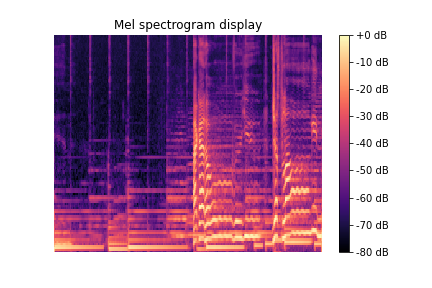 Mel spectrogram display
+0 dB
-10 dB
-20 dB
-30 dB
-40 dB
-50 dB
-60 dB
-70 dB
-80 dB